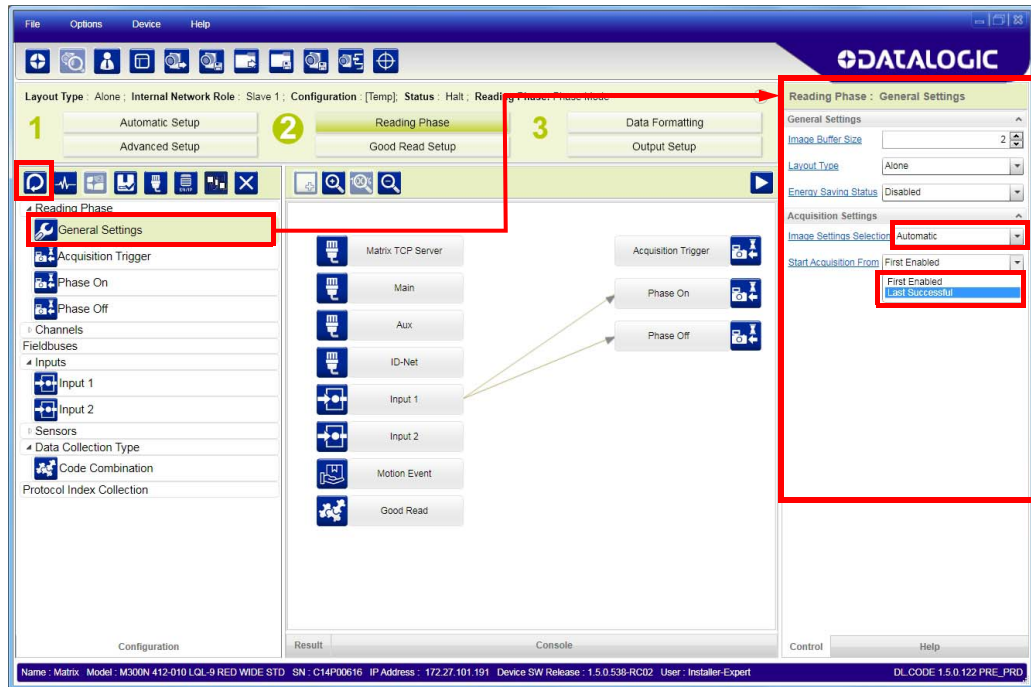 File Options Device Help
DATALOGIC
Layout Type : Alone ; Internal Network Role : Slave 1 ; Configuration : [Temp]; Status : Halt ; Reading Phase: Phase Mode
1 Automatic Setup 2 Reading Phase 3 Data Formatting
Advanced Setup Good Read Setup Output Setup
Reading Phase
General Settings
Acquisition Trigger
Phase On
Phase Off
Channels
Fieldbuses
Inputs
Input 1
Input 2
Sensors
Data Collection Type
Code Combination
Protocol Index Collection
Configuration
Matrix TCP Server
Main
Aux
ID-Net
Input 1
Input 2
Motion Event
Good Read
Acquisition Trigger
Phase On
Phase Off
Result Console
Reading Phase : General Settings
General Settings
Image Buffer Size 2
Layout Type Alone
Energy Saving Status Disabled
Acquisition Settings
Image Settings Selection Automatic
Start Acquisition From First Enabled
First Enabled
Last Successful
Control Help
Name : Matrix Model : M300N 412-010 LQL-9 RED WIDE STD SN : C14P00616 IP Address : 172.27.101.191 Device SW Release : 1.5.0.538-RC02 User : Installer-Expert DL.CODE 1.5.0.122 PRE_PRD